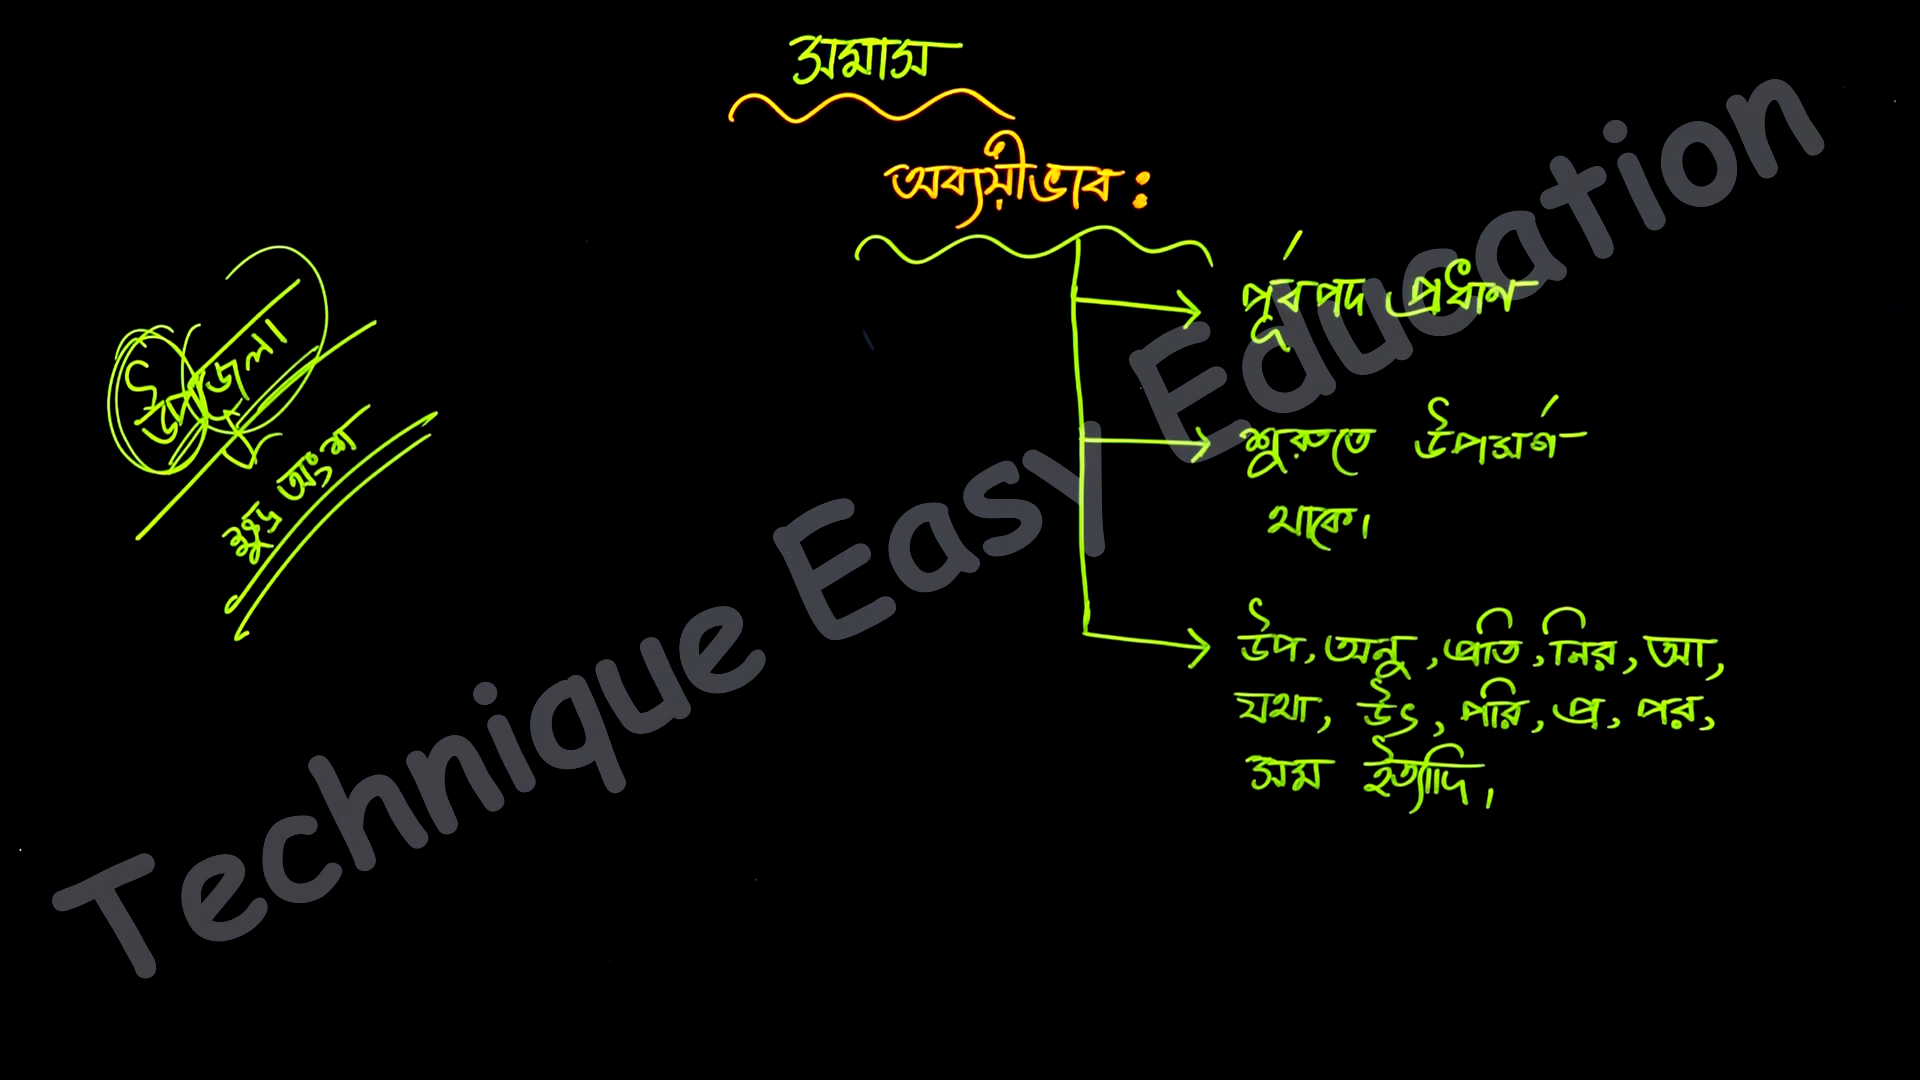 সমাস
অব্যয়ীভাব :
পূর্বপদ প্রধান
শুরুতে উপসর্গ
থাকে।
উপ, অনু, প্রতি, নির, আ,
যথা, উৎ, পরি, প্র, পর,
সম ইত্যাদি।
উপজেলা
ক্ষুদ্র অংশ
Technique Easy Education